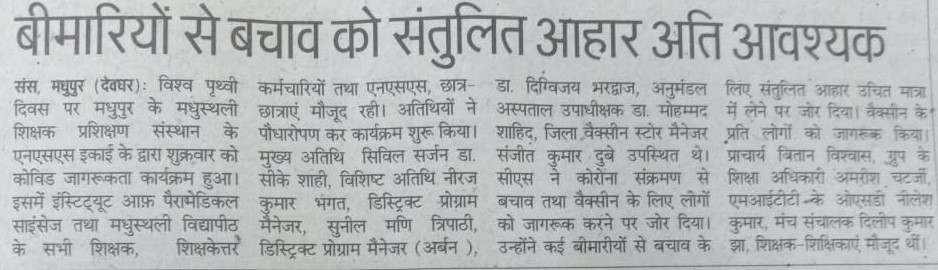 बीमारियों से बचाव को संतुलित आहार अति आवश्यक
संस, मधुपुर (देवघर): विश्व पृथ्वी
दिवस पर मधुपुर के मधुस्थली
शिक्षक प्रशिक्षण संस्थान के
एनएसएस इकाई के द्वारा शुक्रवार को
कोविड जागरूकता कार्यक्रम हुआ।
इसमें इंस्टिट्यूट आफ़ पैरामेडिकल
साइंसेज तथा मधुस्थली विद्यापीठ
के सभी शिक्षक, शिक्षकेत्तर
कर्मचारियों तथा एनएसएस, छात्र-
छात्राएं मौजूद रही। अतिथियों ने
पौधारोपण कर कार्यक्रम शुरू किया।
मुख्य अतिथि सिविल सर्जन डा.
सीके शाही, विशिष्ट अतिथि नीरज
कुमार भगत, डिस्ट्रिक्ट प्रोग्राम
मैनेजर, सुनील मणि त्रिपाठी,
डिस्ट्रिक्ट प्रोग्राम मैनेजर (अर्बन ),
डा. दिग्विजय भरद्वाज, अनुमंडल
अस्पताल उपाधीक्षक डा. मोहम्मद
शाहिद, जिला वैक्सीन स्टोर मैनेजर
संजीत कुमार दुबे उपस्थित थे।
सीएस ने कोरोना संक्रमण से
बचाव तथा वैक्सीन के लिए लोगों
को जागरूक करने पर जोर दिया।
उन्होंने कई बीमारीयों से बचाव के
लिए संतुलित आहार उचित मात्रा
में लेने पर जोर दिया। वैक्सीन के
प्रति लोगों को जागरूक किया।
प्राचार्य बितान विश्वास, ग्रुप के
शिक्षा अधिकारी अमरीश चटर्जी,
एमआईटीटी के ओएसडी नीलेश
कुमार, मंच संचालक दिलीप कुमार
झा, शिक्षक-शिक्षिकाएं मौजूद थीं।